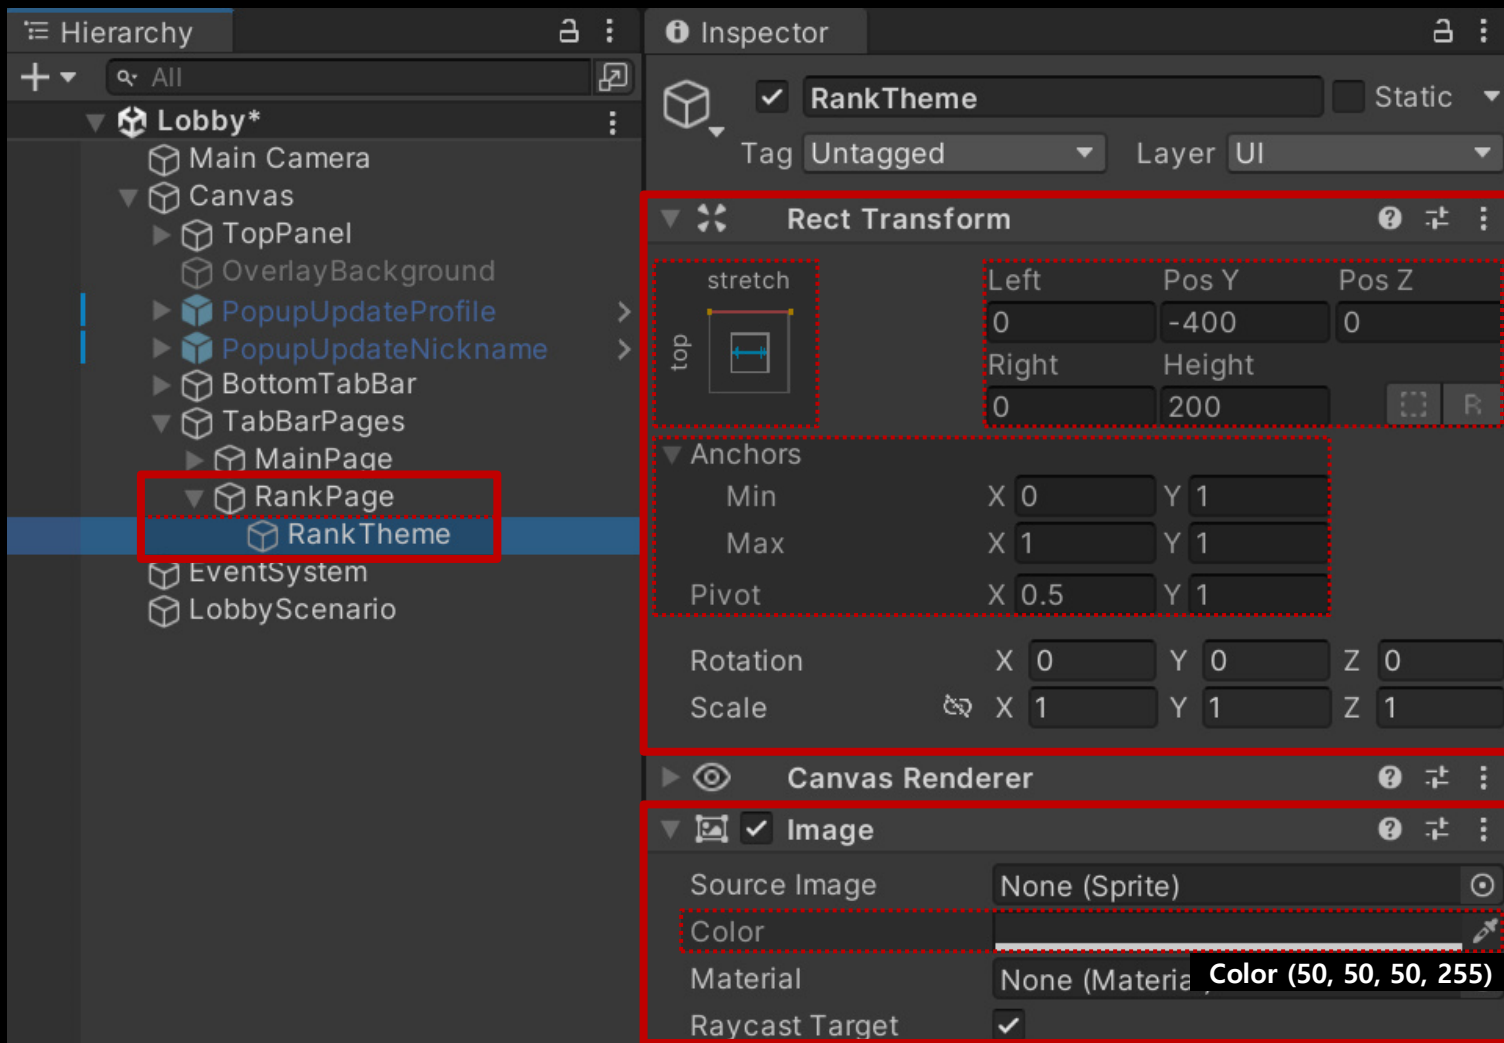 Hierarchy
All
Lobby*
Main Camera
Canvas
TopPanel
OverlayBackground
PopupUpdateProfile
PopupUpdateNickname
BottomTabBar
TabBarPages
MainPage
RankPage
RankTheme
EventSystem
LobbyScenario
Inspector
RankTheme Static
Tag Untagged Layer UI
Rect Transform
stretch Left Pos Y Pos Z
top 0 -400 0
Right Height
0 200 R
Anchors
Min X 0 Y 1
Max X 1 Y 1
Pivot X 0.5 Y 1
Rotation X 0 Y 0 Z 0
Scale X 1 Y 1 Z 1
Canvas Renderer
Image
Source Image None (Sprite)
Color
Color (50, 50, 50, 255)
Material None
Raycast Target